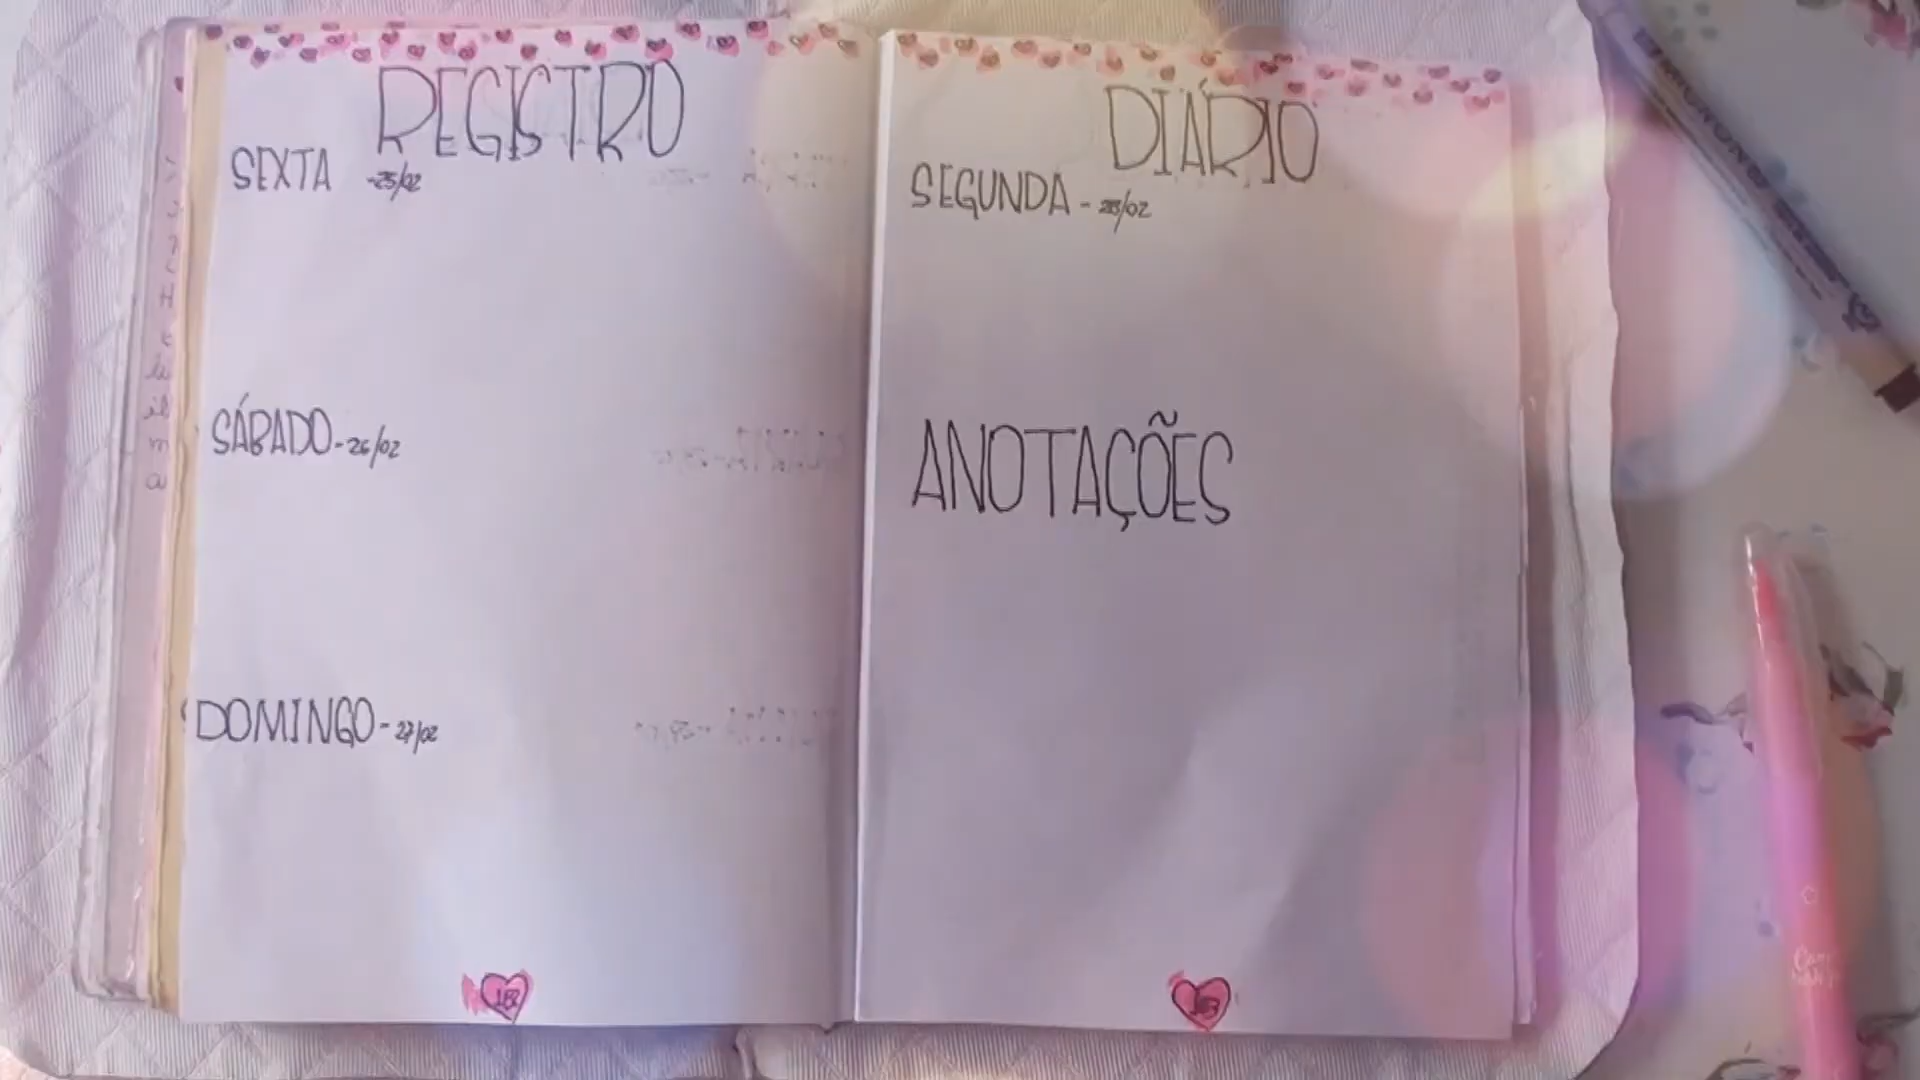 REGISTRO
SEXTA -25/02
SÁBADO - 26/02
DOMINGO - 27/02
DIÁRIO
SEGUNDA - 28/02
ANOTAÇÕES